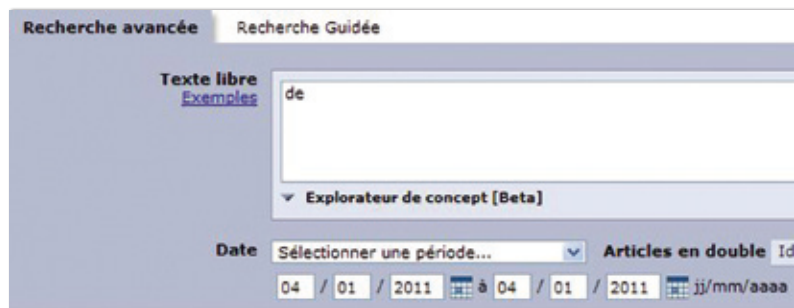 Recherche avancée Recherche Guidée
Texte libre
Exemples
de
Explorateur de concept [Beta]
Date Sélectionner une période... Articles en double Id
04 / 01 / 2011 à 04 / 01 / 2011 jj/mm/aaaa